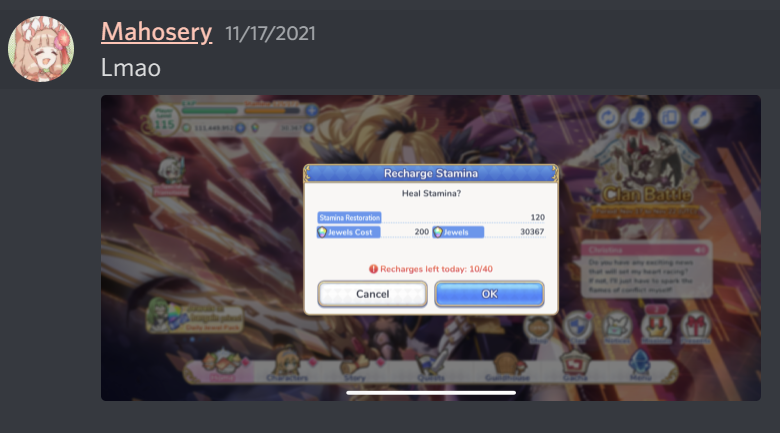 Mahosery 11/17/2021
Lmao
115
Recharge Stamina
Heal Stamina?
Stamina Restoration 120
Jewels Cost 200 Jewels 30367
Recharges left today: 10/40
Cancel OK
Clan Battle
Christina
Do you have any exciting news
that will set my heart racing?
If not, I'll just have to spark the
flames of conflict myself!
Characters Story Quests Guildhouse Gacha Menu